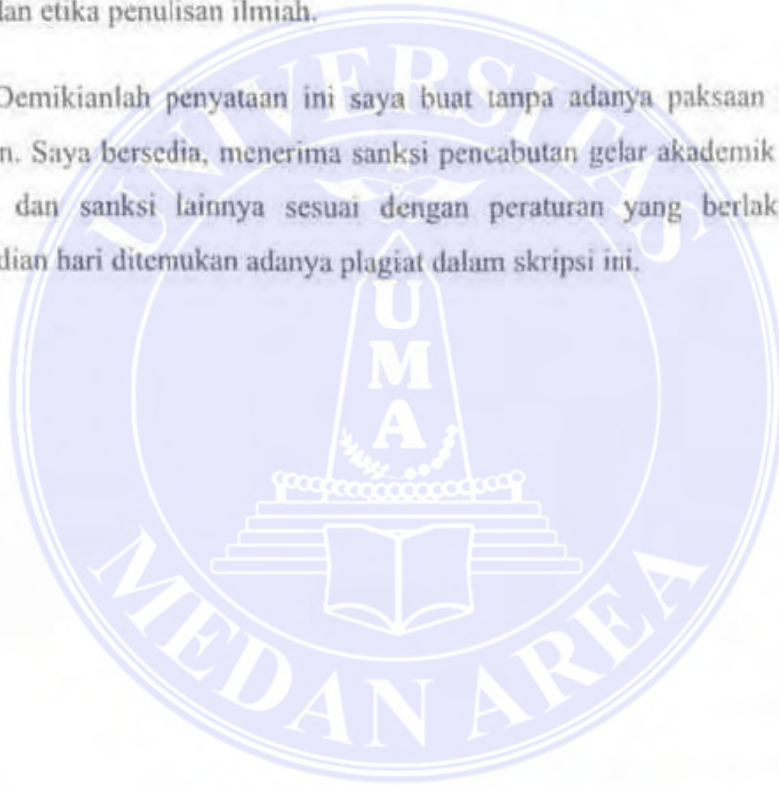 lan etika penulisan ilmiah.
Demikianlah penyataan ini saya buat tanpa adanya paksaan
n. Saya bersedia, menerima sanksi pencabutan gelar akademik
dan sanksi lainnya sesuai dengan peraturan yang berlak
dian hari ditemukan adanya plagiat dalam skripsi ini.
UNIVERSITAS
UMA
MEDAN AREA